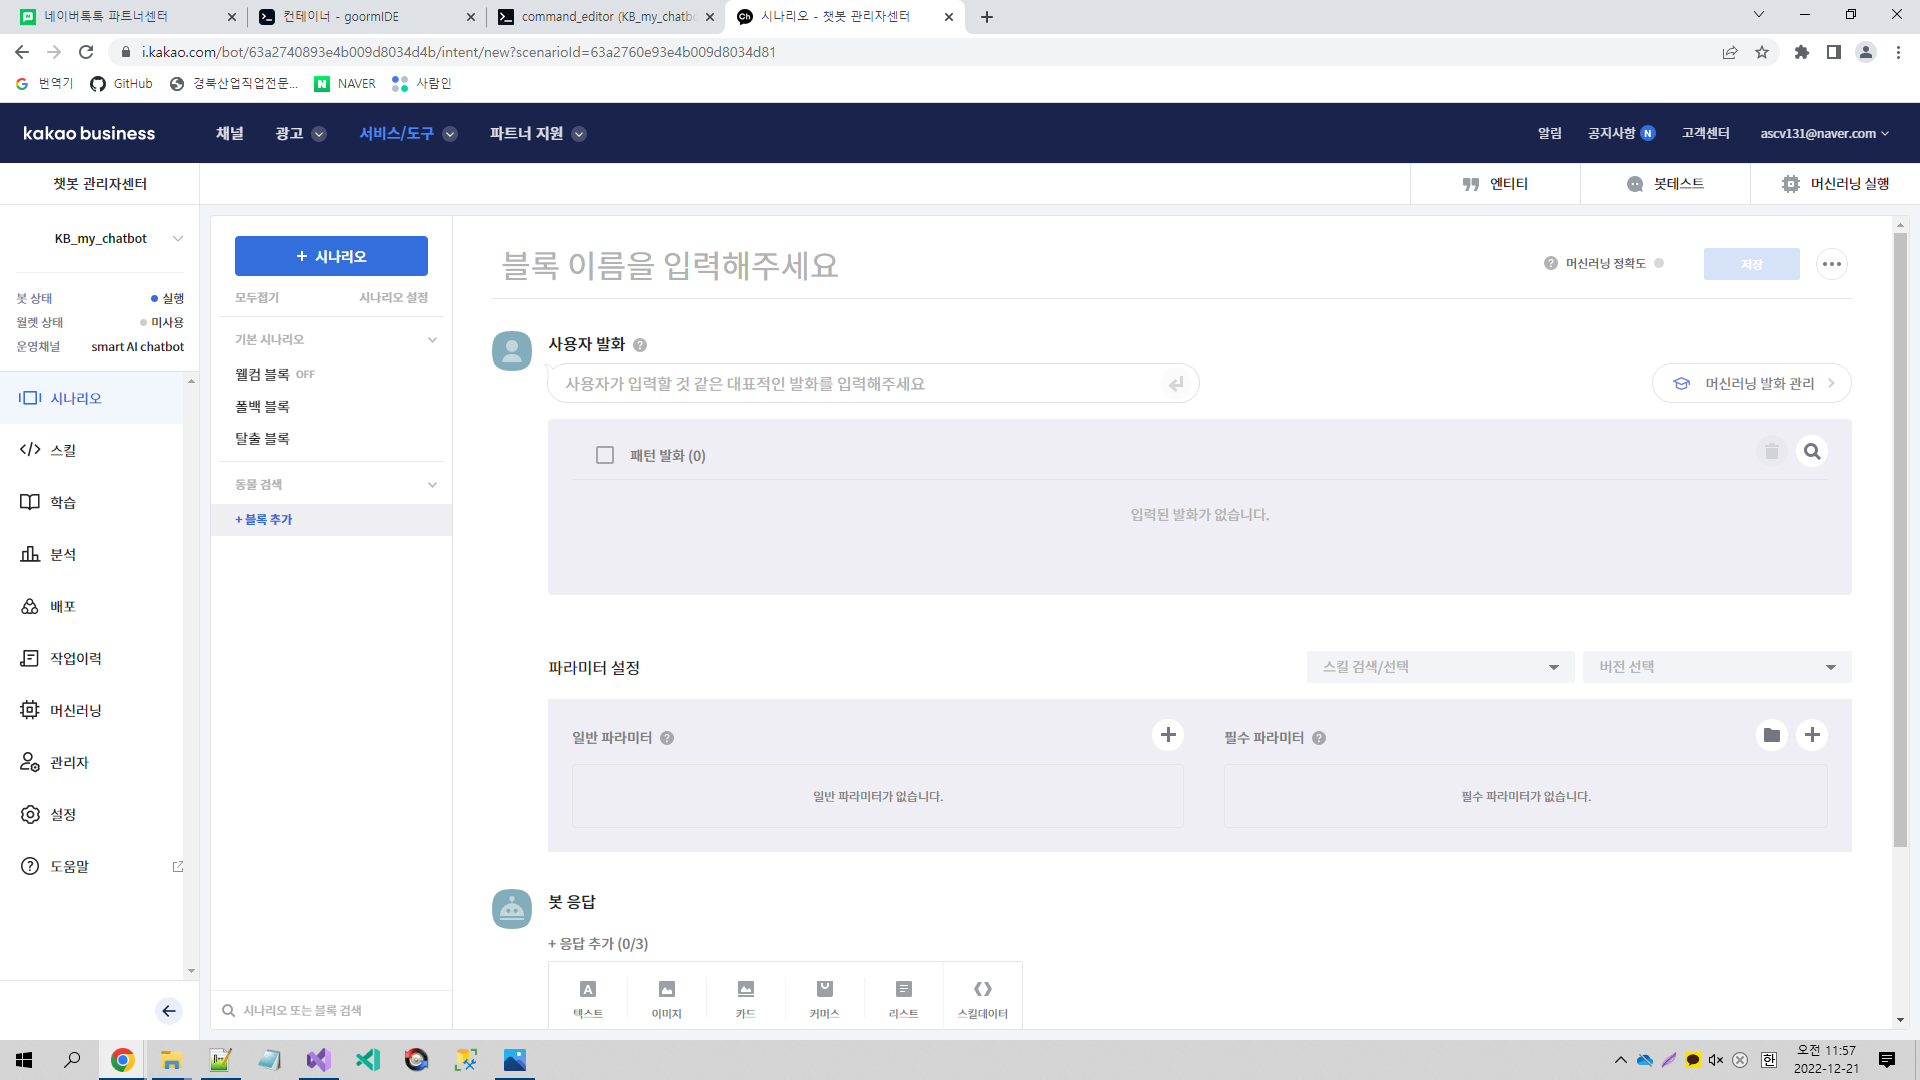 네이버톡톡 파트너센터
컨테이너 - goormIDE
command_editor (KB_my_chatb
시나리오 - 챗봇 관리자센터
i.kakao.com/bot/63a2740893e4b009d8034d4b/intent/new?scenarioId=63a2760e93e4b009d8034d81
번역기
GitHub
경북산업직업전문...
NAVER
사람인
kakao business
채널
광고
서비스/도구
파트너 지원
알림
공지사항 N
고객센터
ascv131@naver.com
챗봇 관리자센터
엔티티
봇테스트
머신러닝 실행
KB_my_chatbot
봇 상태 실행
월렛 상태 미사용
운영채널 smart AI chatbot
시나리오
스킬
학습
분석
배포
작업이력
머신러닝
관리자
설정
도움말
+ 시나리오
모두접기 시나리오 설정
기본 시나리오
웰컴 블록 OFF
폴백 블록
탈출 블록
동물 검색
+ 블록 추가
시나리오 또는 블록 검색
블록 이름을 입력해주세요
머신러닝 정확도
저장
사용자 발화
사용자가 입력할 것 같은 대표적인 발화를 입력해주세요
머신러닝 발화 관리
패턴 발화 (0)
입력된 발화가 없습니다.
파라미터 설정
스킬 검색/선택
버전 선택
일반 파라미터
필수 파라미터
일반 파라미터가 없습니다.
필수 파라미터가 없습니다.
봇 응답
+ 응답 추가 (0/3)
텍스트
이미지
카드
커머스
리스트
스킬데이터
한
오전 11:57
2022-12-21